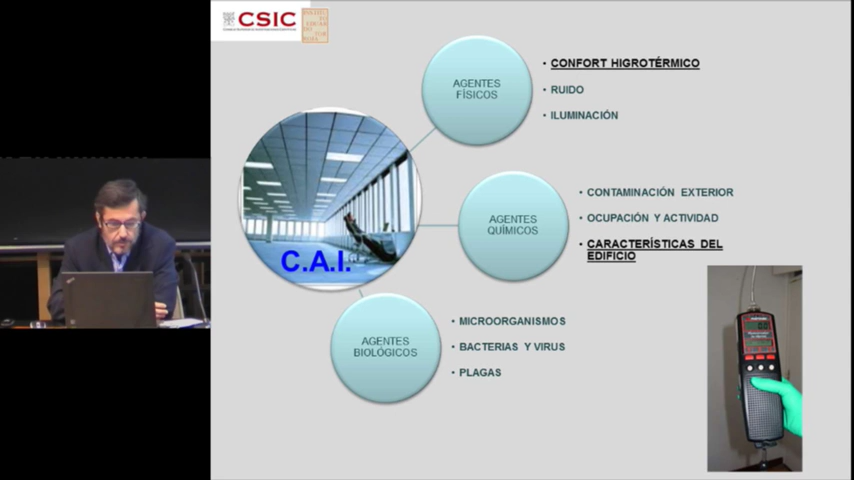 CSIC
AGENTES
FÍSICOS
• CONFORT HIGROTÉRMICO
• RUIDO
• ILUMINACIÓN
C.A.I.
AGENTES
QUÍMICOS
• CONTAMINACIÓN EXTERIOR
• OCUPACIÓN Y ACTIVIDAD
• CARACTERÍSTICAS DEL
EDIFICIO
AGENTES
BIOLÓGICOS
• MICROORGANISMOS
• BACTERIAS Y VIRUS
• PLAGAS